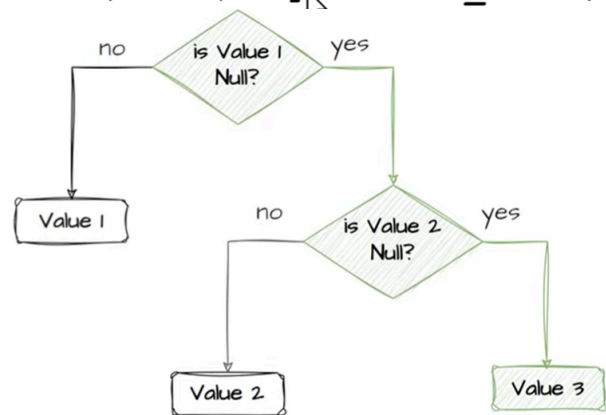 no
is Value 1
Null?
yes
Value 1
no
is Value 2
Null?
yes
Value 2
Value 3